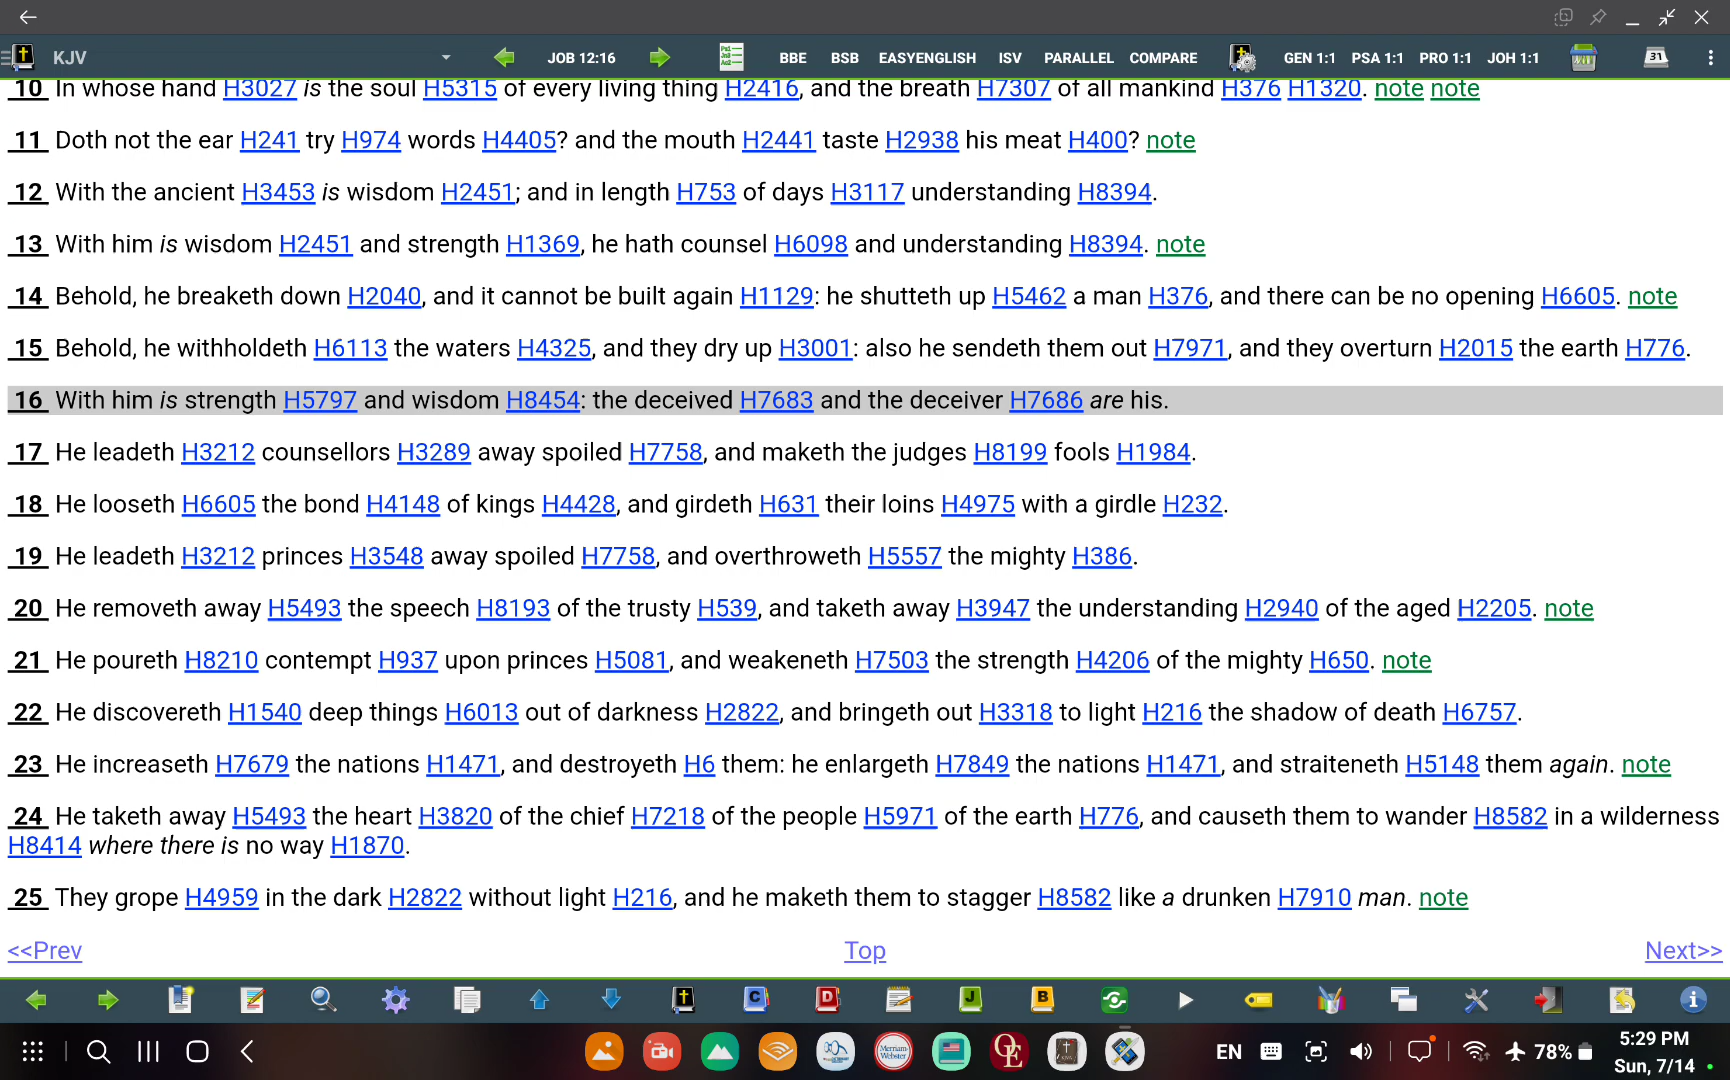 KJV
JOB 12:16
BBE BSB EASYENGLISH ISV PARALLEL COMPARE
GEN 1:1 PSA 1:1 PRO 1:1 JOH 1:1
31
10 In whose hand H3027 is the soul H5315 of every living thing H2416, and the breath H7307 of all mankind H376 H1320. note note
11 Doth not the ear H241 try H974 words H4405? and the mouth H2441 taste H2938 his meat H400? note
12 With the ancient H3453 is wisdom H2451; and in length H753 of days H3117 understanding H8394.
13 With him is wisdom H2451 and strength H1369, he hath counsel H6098 and understanding H8394. note
14 Behold, he breaketh down H2040, and it cannot be built again H1129: he shutteth up H5462 a man H376, and there can be no opening H6605. note
15 Behold, he withholdeth H6113 the waters H4325, and they dry up H3001: also he sendeth them out H7971, and they overturn H2015 the earth H776.
16 With him is strength H5797 and wisdom H8454: the deceived H7683 and the deceiver H7686 are his.
17 He leadeth H3212 counsellors H3289 away spoiled H7758, and maketh the judges H8199 fools H1984.
18 He looseth H6605 the bond H4148 of kings H4428, and girdeth H631 their loins H4975 with a girdle H232.
19 He leadeth H3212 princes H3548 away spoiled H7758, and overthroweth H5557 the mighty H386.
20 He removeth away H5493 the speech H8193 of the trusty H539, and taketh away H3947 the understanding H2940 of the aged H2205. note
21 He poureth H8210 contempt H937 upon princes H5081, and weakeneth H7503 the strength H4206 of the mighty H650. note
22 He discovereth H1540 deep things H6013 out of darkness H2822, and bringeth out H3318 to light H216 the shadow of death H6757.
23 He increaseth H7679 the nations H1471, and destroyeth H6 them: he enlargeth H7849 the nations H1471, and straiteneth H5148 them again. note
24 He taketh away H5493 the heart H3820 of the chief H7218 of the people H5971 of the earth H776, and causeth them to wander H8582 in a wilderness
H8414 where there is no way H1870.
25 They grope H4959 in the dark H2822 without light H216, and he maketh them to stagger H8582 like a drunken H7910 man. note
<<Prev Top Next>>
C D J B
Merriam-Webster
OE
EN
78%
5:29 PM
Sun, 7/14